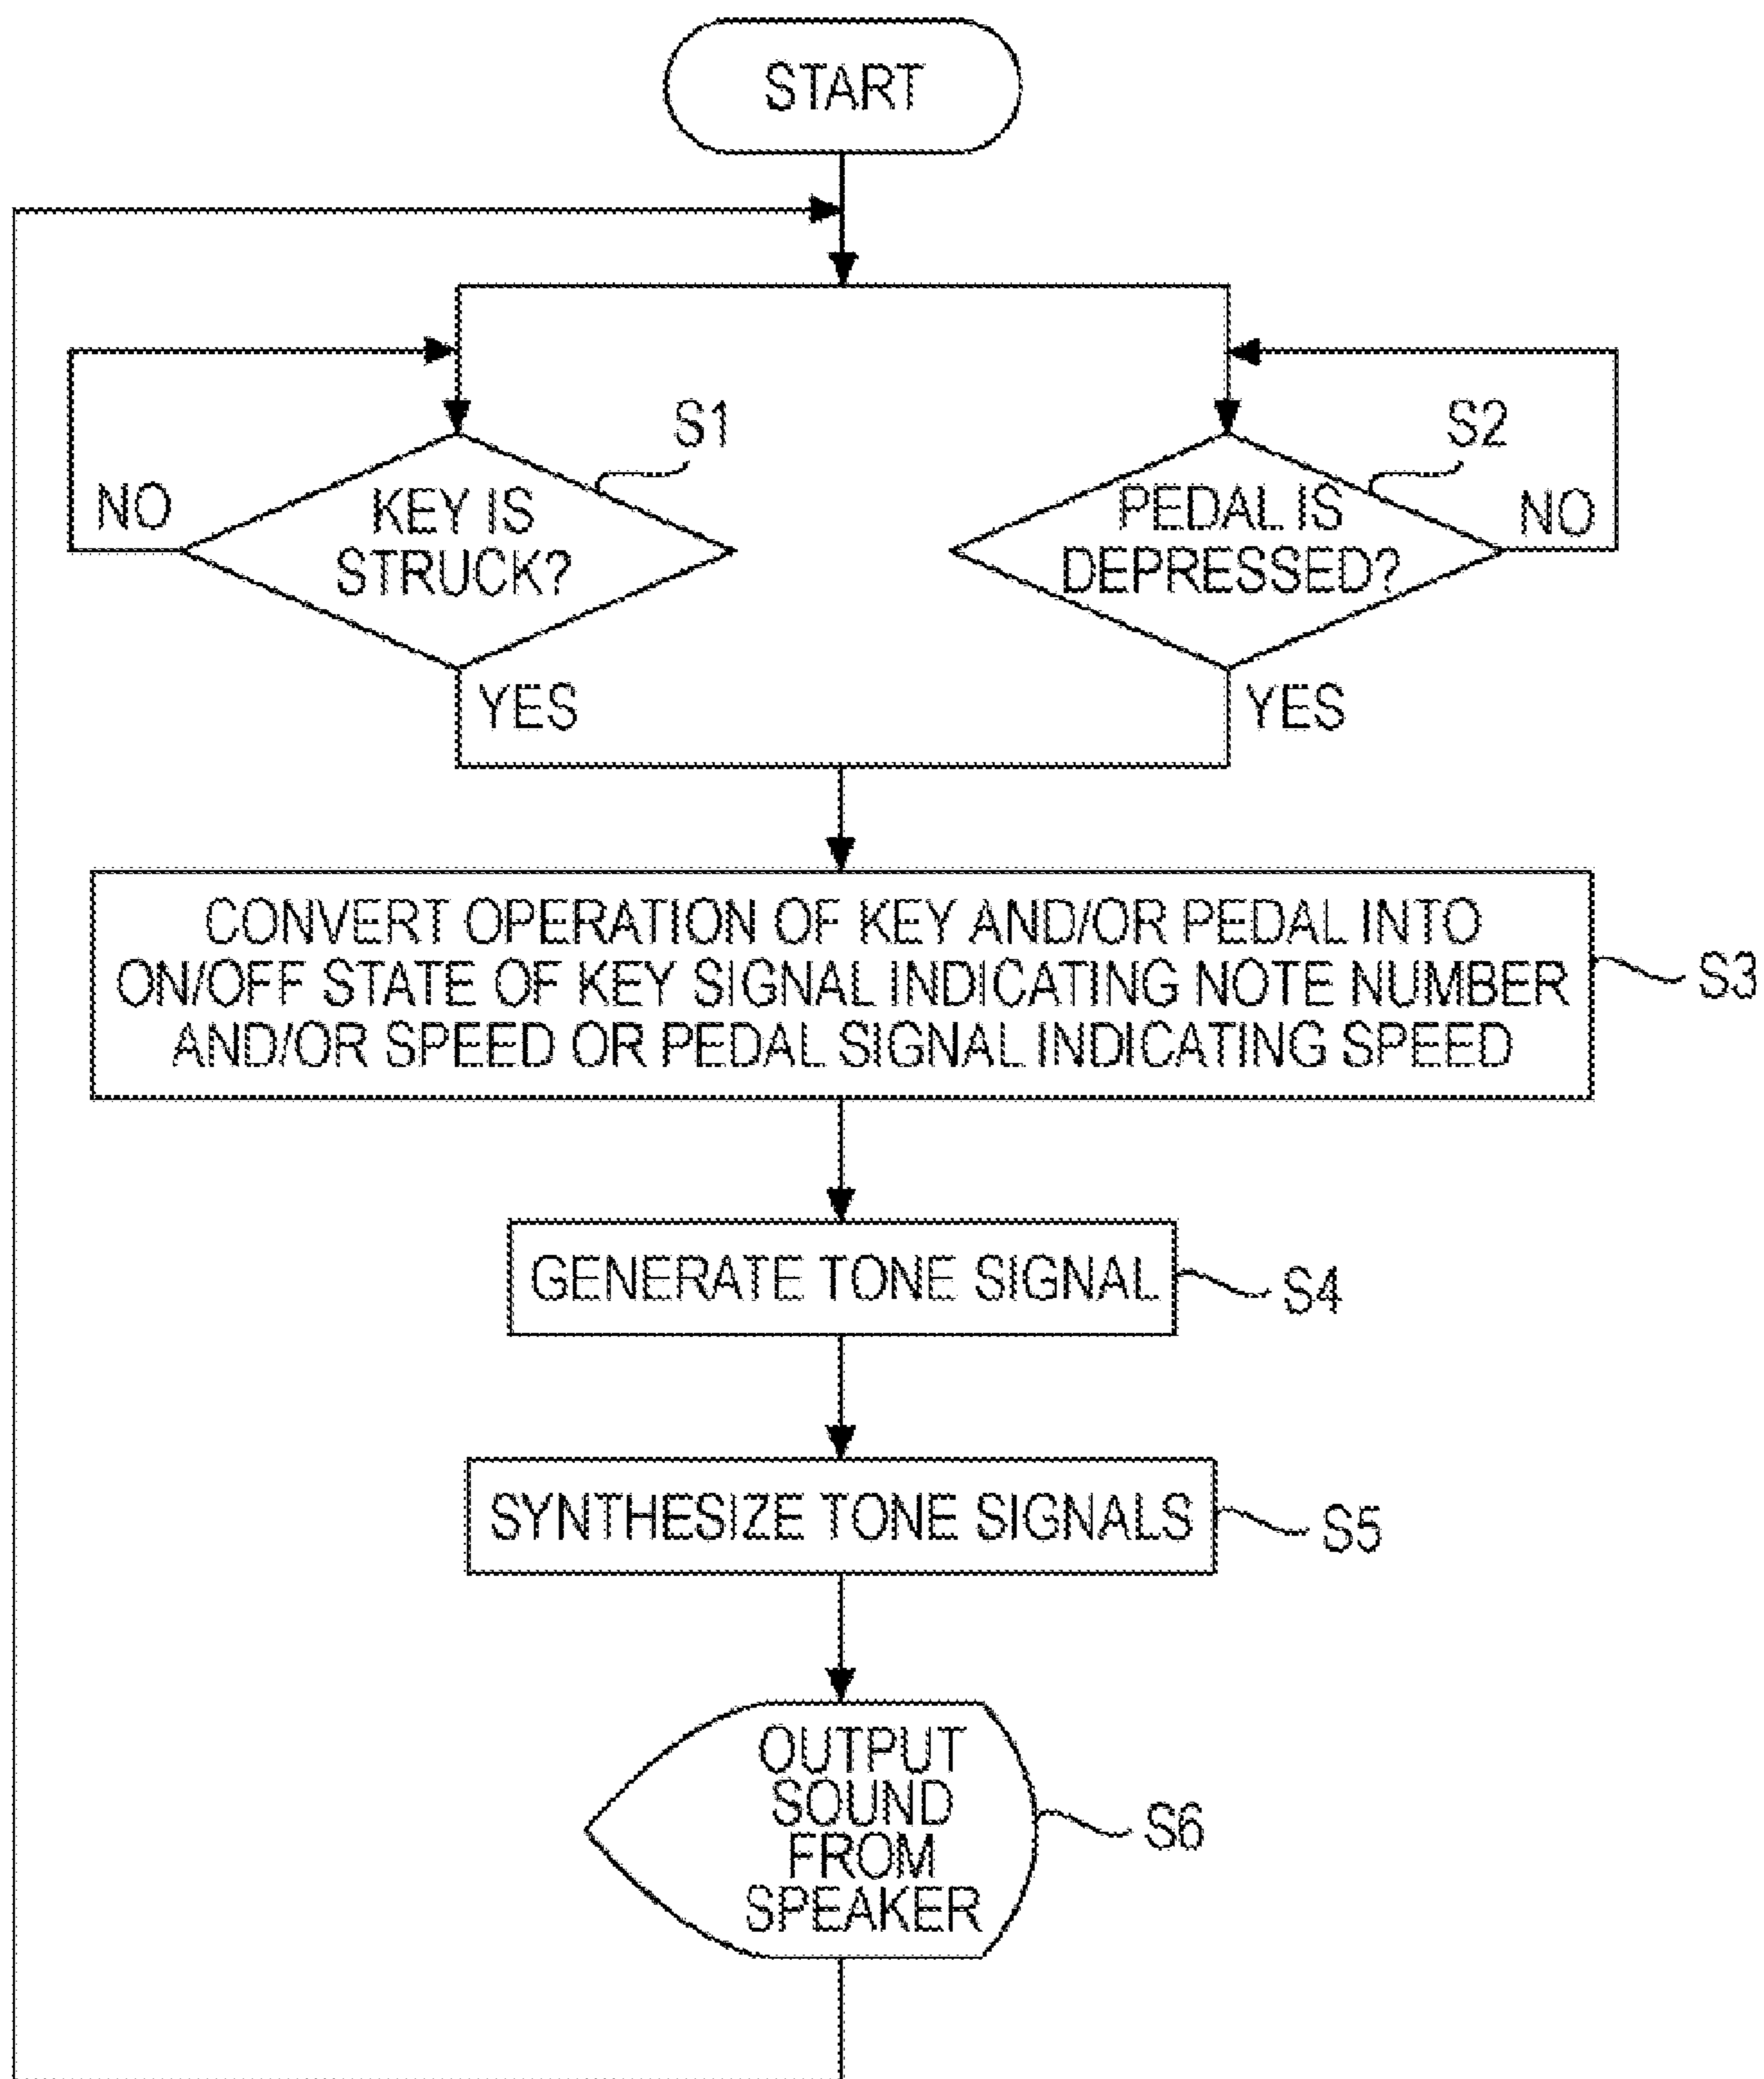 START
S1
S2
NO
KEY IS
STRUCK?
PEDAL IS
DEPRESSED?
NO
YES
YES
CONVERT OPERATION OF KEY AND/OR PEDAL INTO
ON/OFF STATE OF KEY SIGNAL INDICATING NOTE NUMBER
AND/OR SPEED OR PEDAL SIGNAL INDICATING SPEED
S3
GENERATE TONE SIGNAL
S4
SYNTHESIZE TONE SIGNALS
S5
OUTPUT
SOUND
FROM
SPEAKER
S6